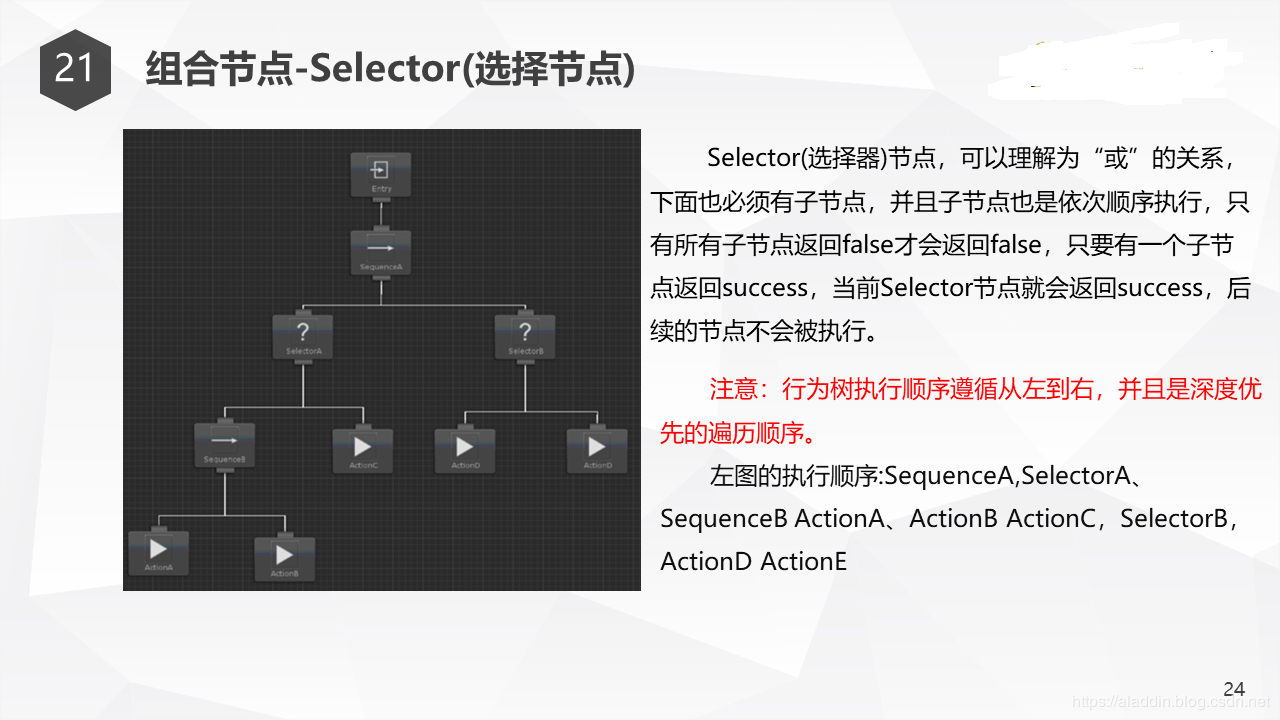 21
组合节点-Selector(选择节点)
Entry
SequenceA
SelectorA
SelectorB
SequenceB
ActionC
ActionD
ActionD
ActionA
ActionB
Selector(选择器)节点，可以理解为“或”的关系，
下面也必须有子节点，并且子节点也是依次顺序执行，只
有所有子节点返回false才会返回false，只要有一个子节
点返回success，当前Selector节点就会返回success，后
续的节点不会被执行。
注意：行为树执行顺序遵循从左到右，并且是深度优
先的遍历顺序。
左图的执行顺序:SequenceA,SelectorA、
SequenceB ActionA、ActionB ActionC，SelectorB，
ActionD ActionE
24
https://aladdin.blog.csdn.net